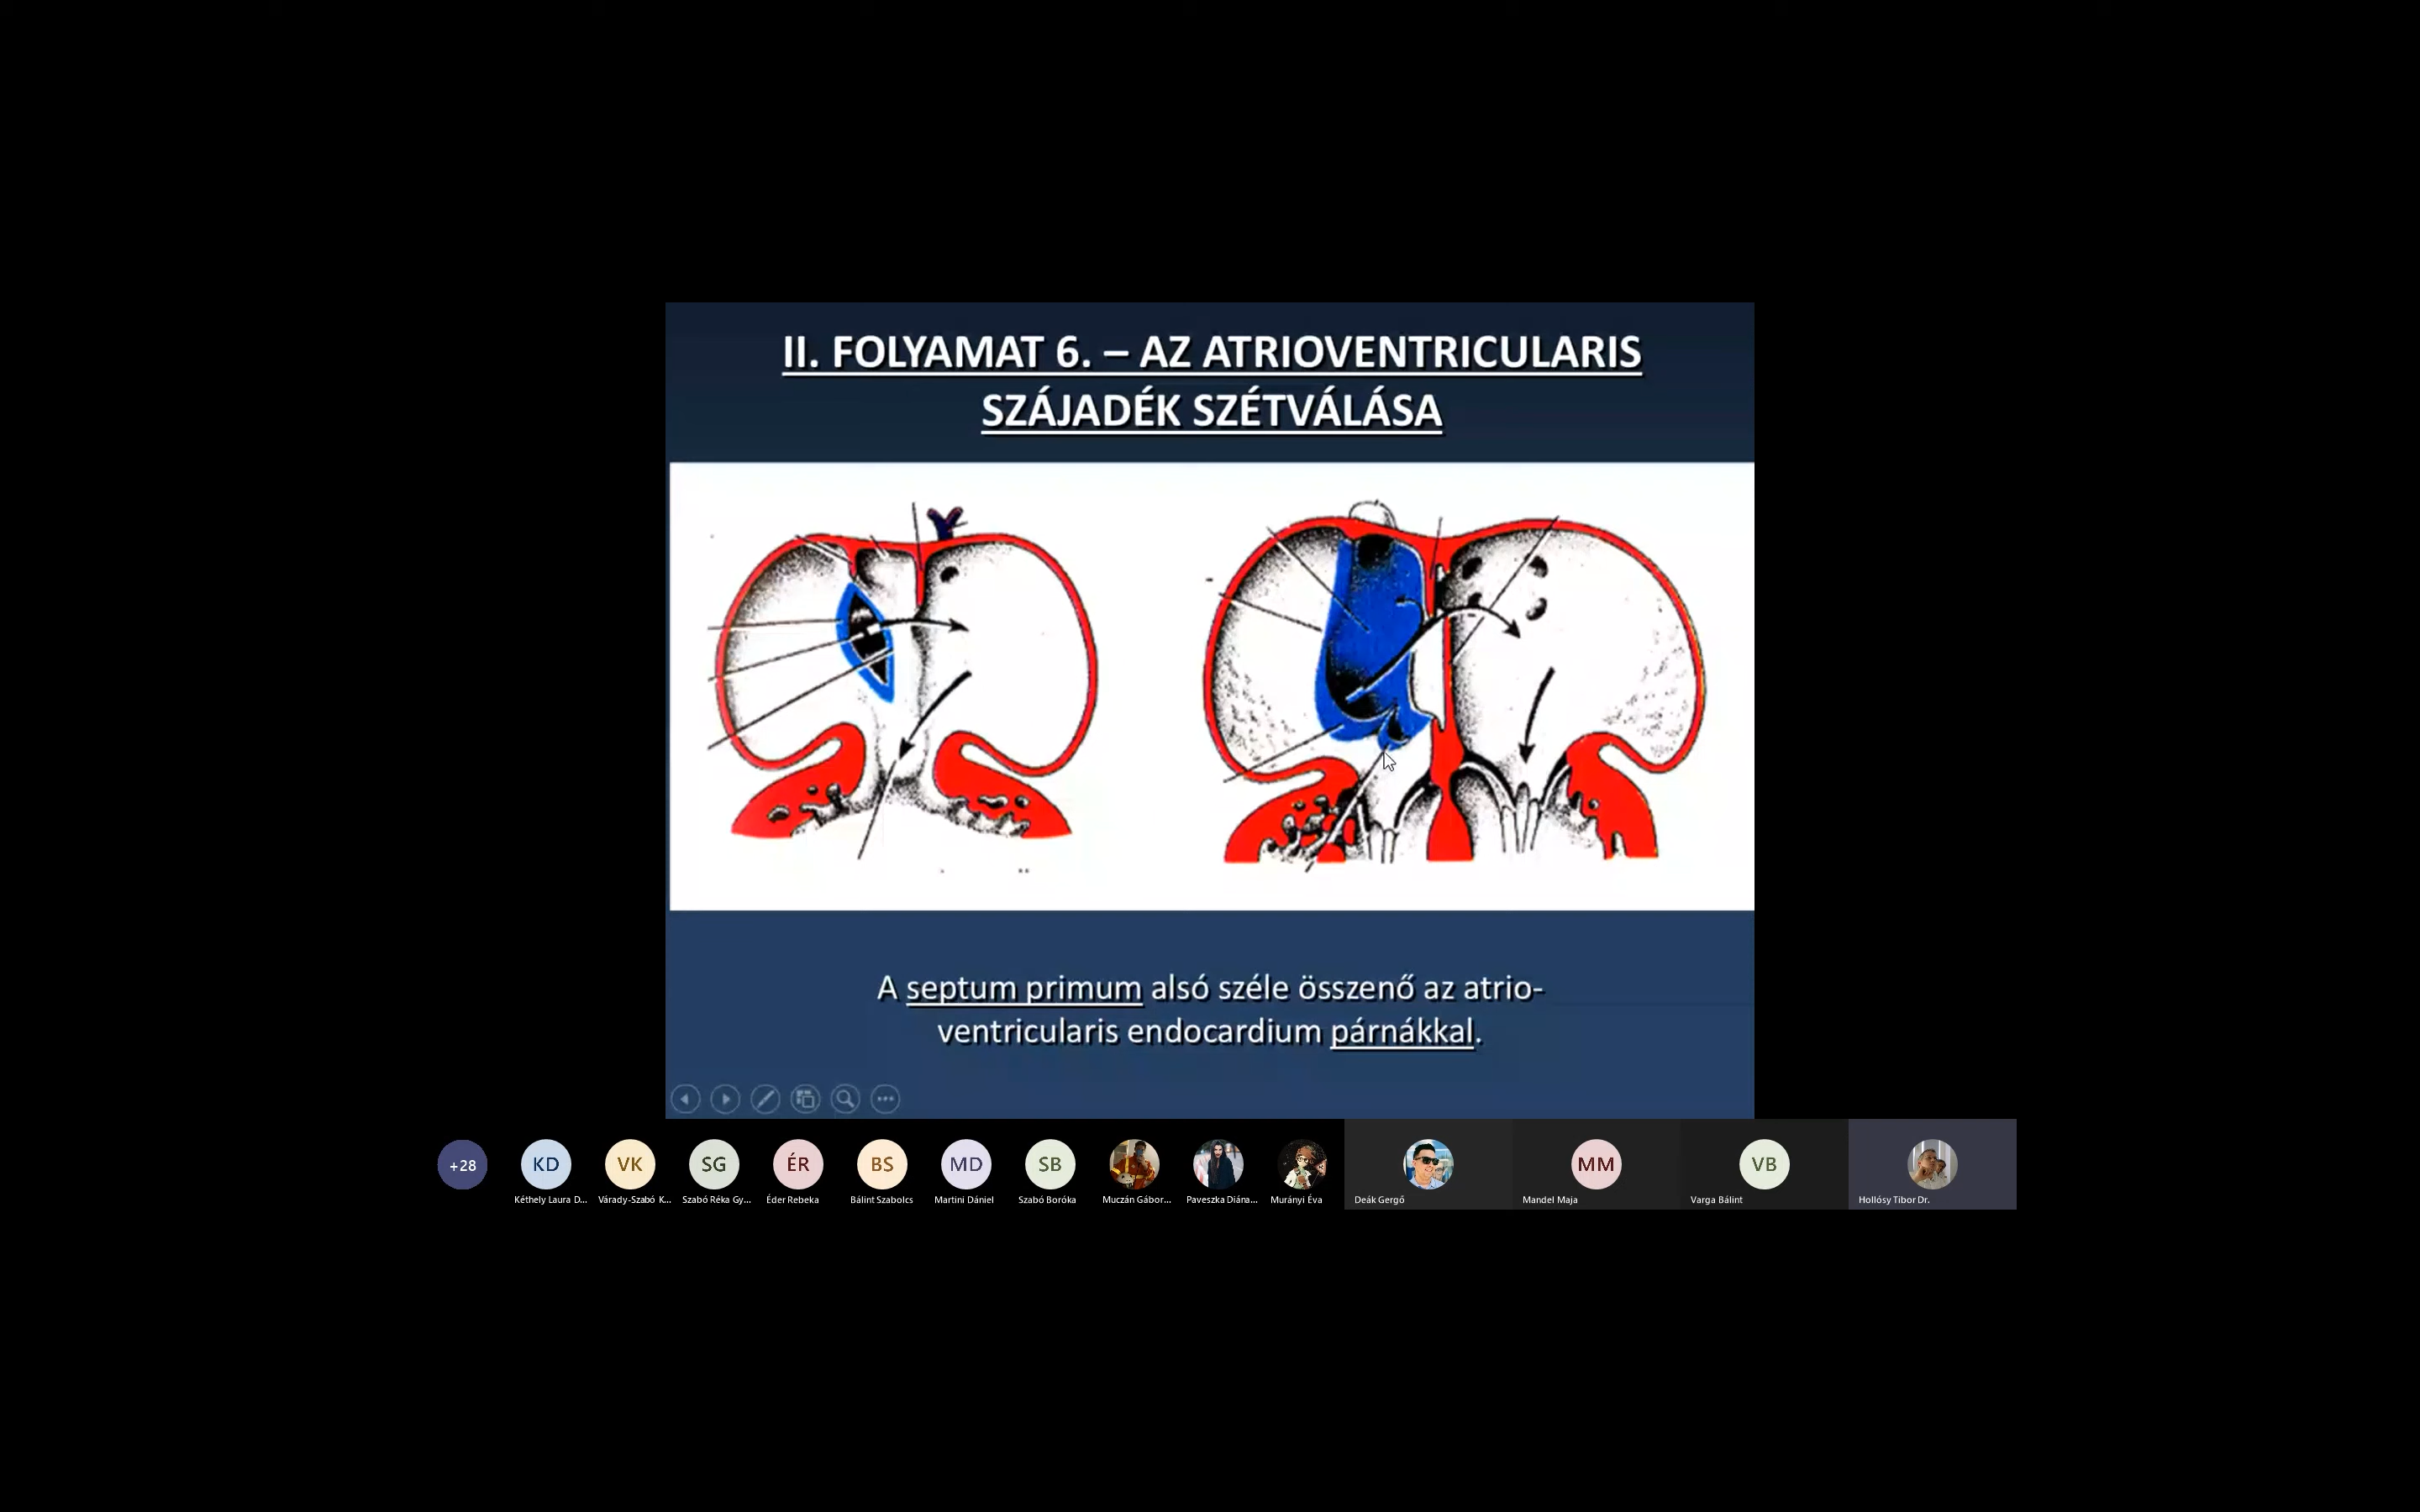 II. FOLYAMAT 6. – AZ ATRIOVENTRICULARIS
SZÁJADÉK SZÉTVÁLÁSA
A septum primum alsó széle összenő az atrio-
ventricularis endocardium párnákkal.
+28
KD
VK
SG
ÉR
BS
MD
SB
MM
VB
Kéthely Laura D...
Várady-Szabó K...
Szabó Réka Gy...
Éder Rebeka
Bálint Szabolcs
Martini Dániel
Szabó Boróka
Muczán Gábor...
Paveszka Diána...
Murányi Éva
Deák Gergő
Mandel Maja
Varga Bálint
Hollósy Tibor Dr.